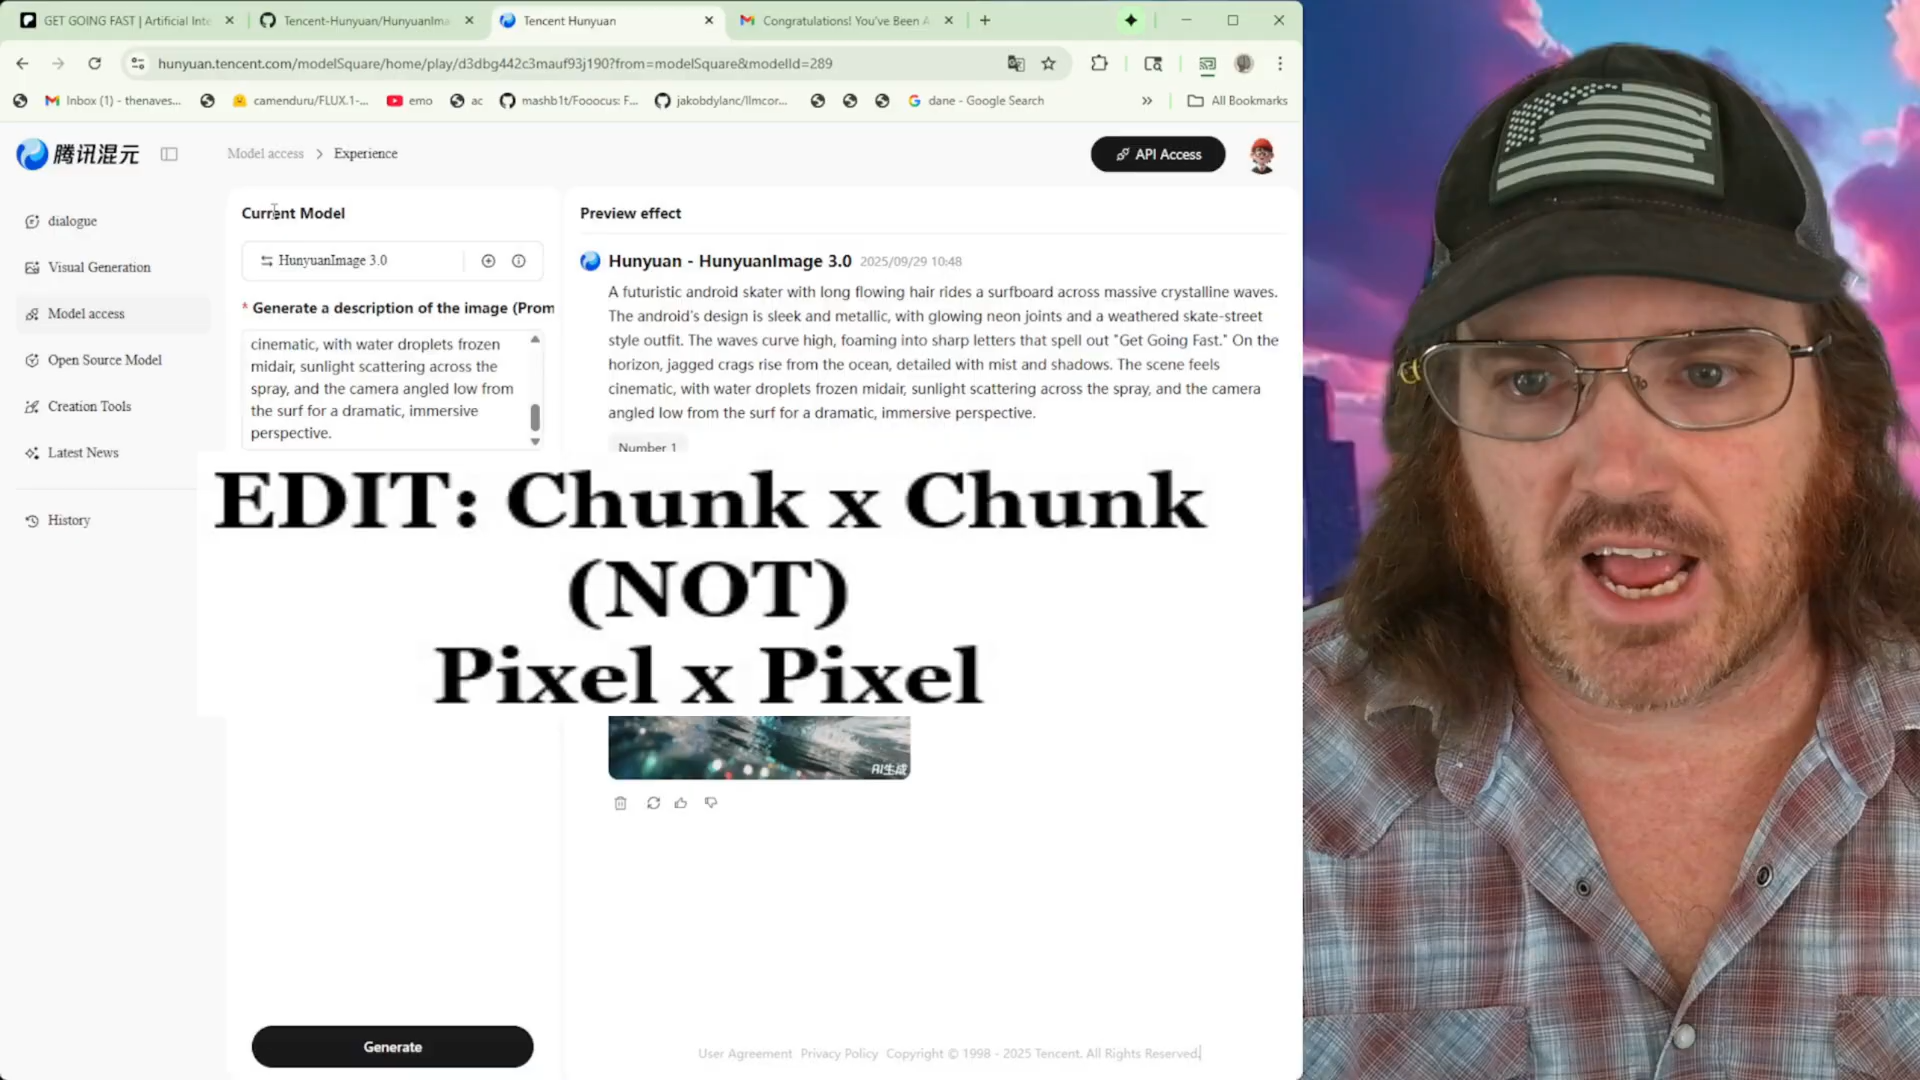 GET GOING FAST | Artificial Inte
Tencent-Hunyuan/HunyuanIma
Tencent Hunyuan
Congratulations! You've Been A
hunyuan.tencent.com/modelSquare/home/play/d3dbg442c3mauf93j190?from=modelSquare&modelId=289
Inbox (1) - thenaves...
camenduru/FLUX.1-...
emo
ac
mashb1t/Fooocus: F...
jakobdylanc/llmcor...
dane - Google Search
All Bookmarks
腾讯混元
Model access > Experience
API Access
dialogue
Visual Generation
Model access
Open Source Model
Creation Tools
Latest News
History
Current Model
HunyuanImage 3.0
* Generate a description of the image (Prom
cinematic, with water droplets frozen
midair, sunlight scattering across the
spray, and the camera angled low from
the surf for a dramatic, immersive
perspective.
Preview effect
Hunyuan - HunyuanImage 3.0 2025/09/29 10:48
A futuristic android skater with long flowing hair rides a surfboard across massive crystalline waves.
The android's design is sleek and metallic, with glowing neon joints and a weathered skate-street
style outfit. The waves curve high, foaming into sharp letters that spell out "Get Going Fast." On the
horizon, jagged crags rise from the ocean, detailed with mist and shadows. The scene feels
cinematic, with water droplets frozen midair, sunlight scattering across the spray, and the camera
angled low from the surf for a dramatic, immersive perspective.
Number 1
EDIT: Chunk x Chunk
(NOT)
Pixel x Pixel
AI生成
Generate
User Agreement Privacy Policy Copyright © 1998 - 2025 Tencent. All Rights Reserved.